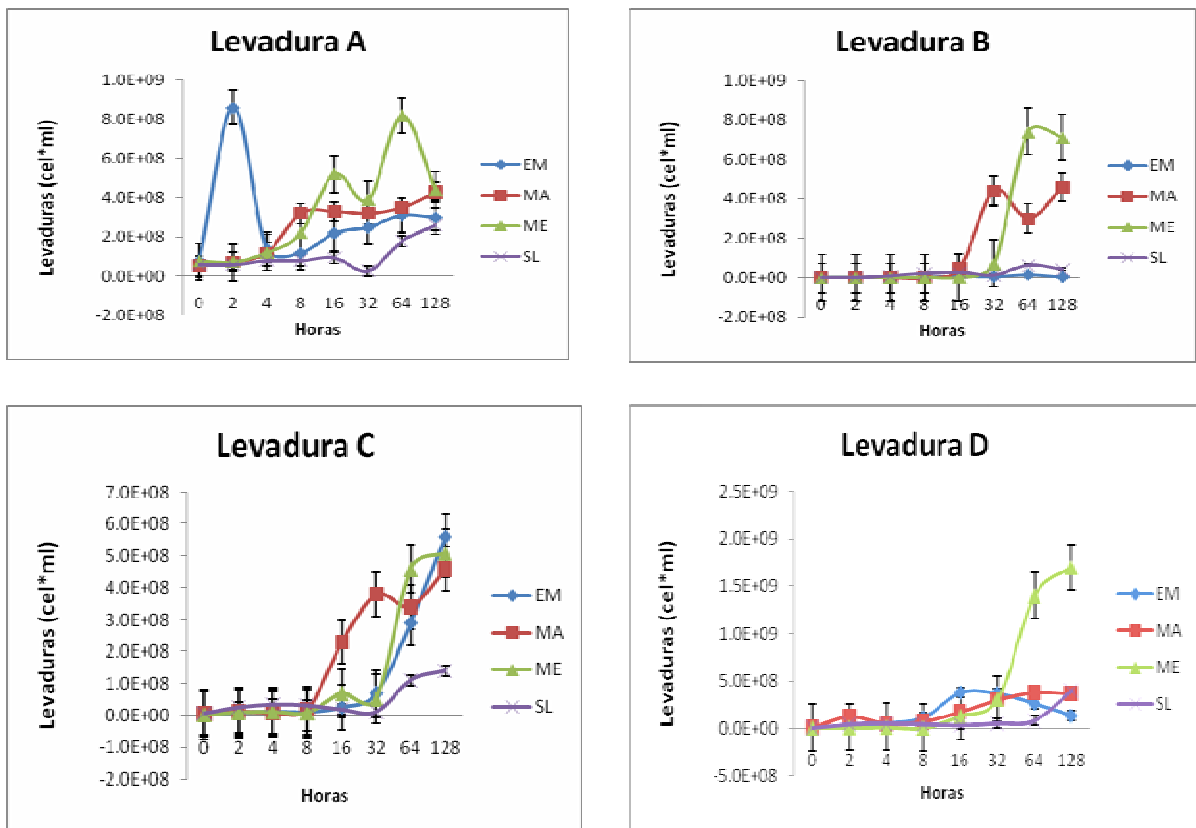 Levadura A
Levaduras (cel*ml)
1.0E+09
8.0E+08
6.0E+08
4.0E+08
2.0E+08
0.0E+00
-2.0E+08
0 2 4 8 16 32 64 128
Horas
EM
MA
ME
SL
Levadura B
Levaduras (cel*ml)
1.0E+09
8.0E+08
6.0E+08
4.0E+08
2.0E+08
0.0E+00
-2.0E+08
0 2 4 8 16 32 64 128
Horas
EM
MA
ME
SL
Levadura C
Levaduras (cel*ml)
7.0E+08
6.0E+08
5.0E+08
4.0E+08
3.0E+08
2.0E+08
1.0E+08
0.0E+00
-1.0E+08
-2.0E+08
0 2 4 8 16 32 64 128
Horas
EM
MA
ME
SL
Levadura D
Levaduras (cel*ml)
2.5E+09
2.0E+09
1.5E+09
1.0E+09
5.0E+08
0.0E+00
-5.0E+08
0 2 4 8 16 32 64 128
Horas
EM
MA
ME
SL